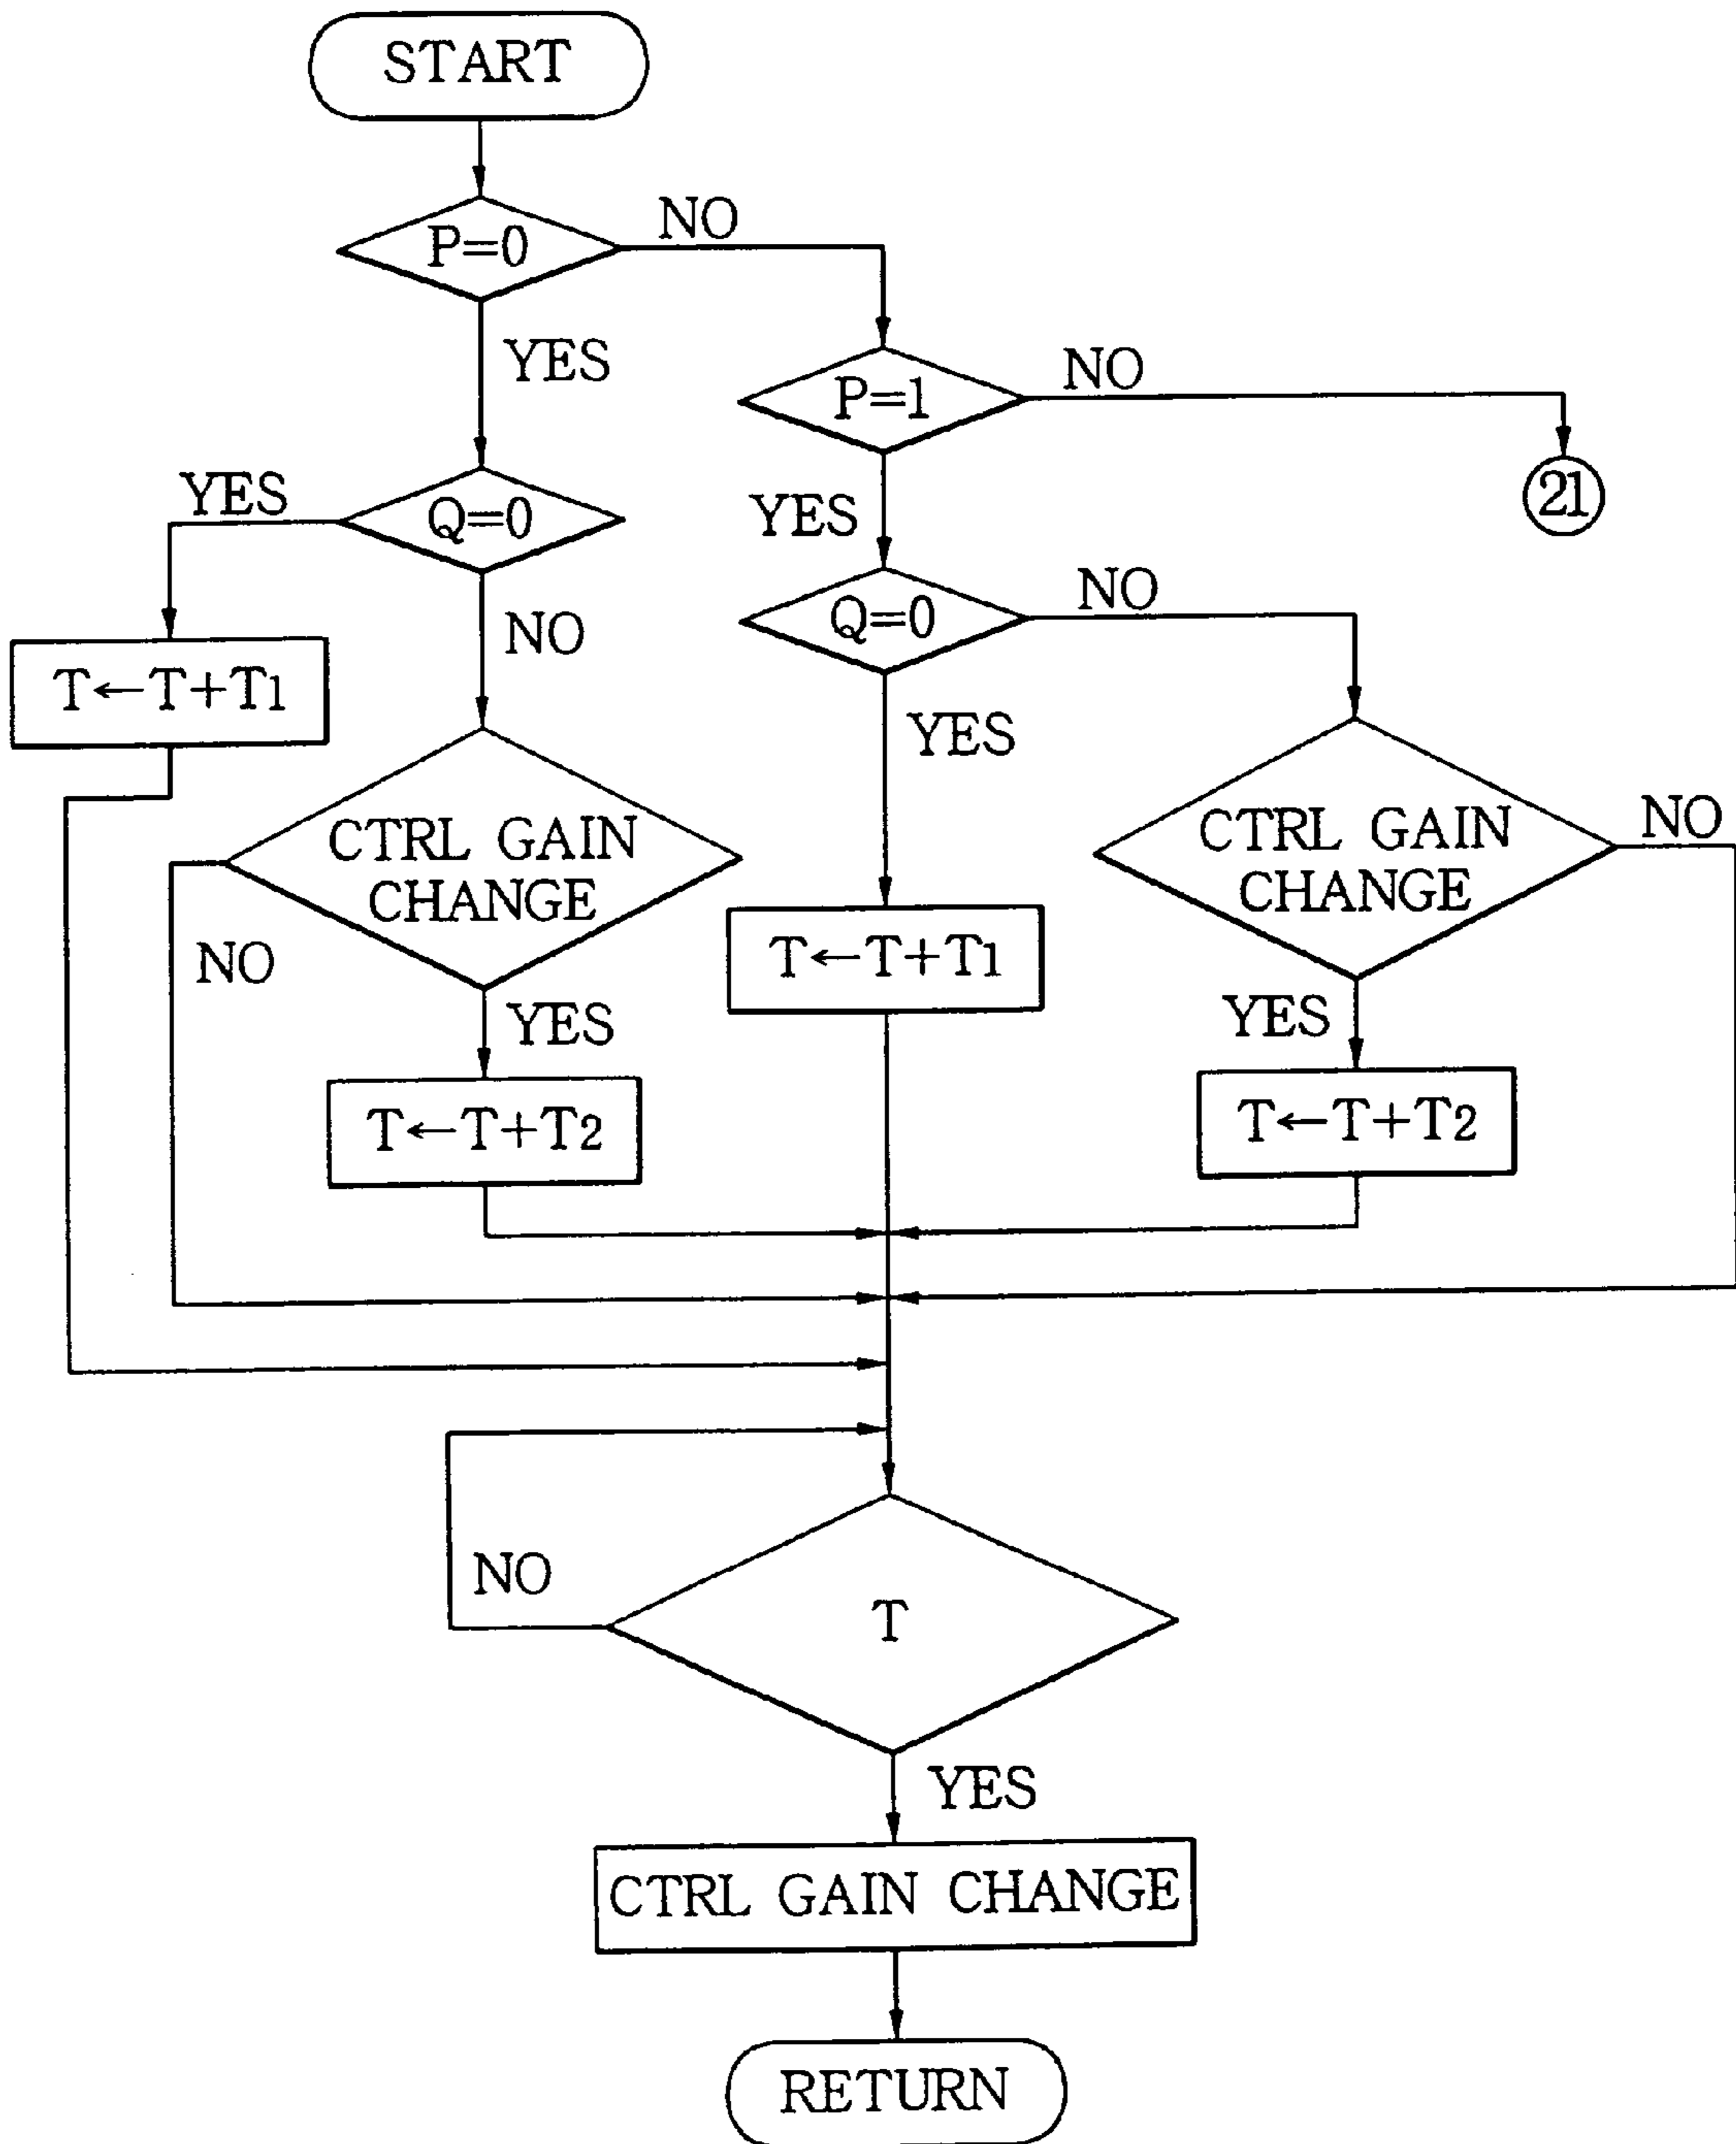 START
P=0
NO
YES
P=1
NO
21
YES
Q=0
YES
Q=0
NO
NO
T←T+T1
YES
CTRL GAIN
CHANGE
CTRL GAIN
CHANGE
NO
NO
T←T+T1
YES
YES
T←T+T2
T←T+T2
NO
T
YES
CTRL GAIN CHANGE
RETURN